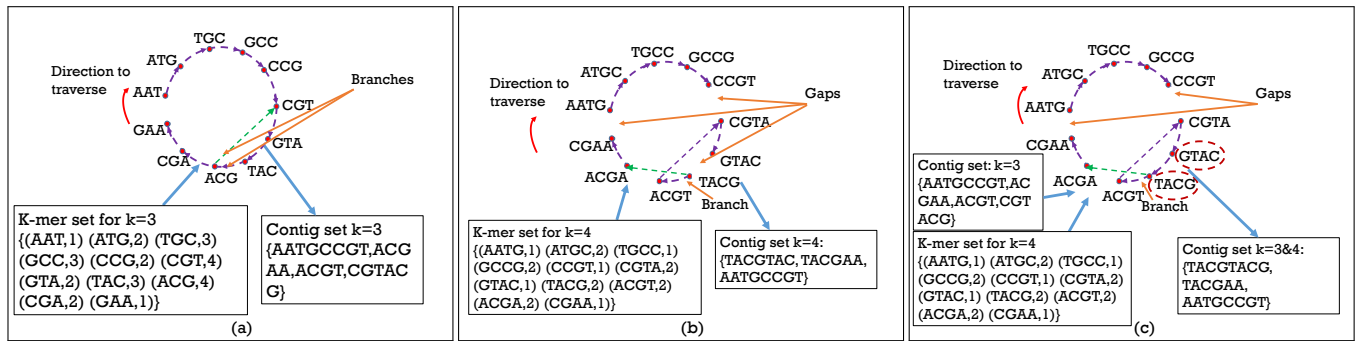 TGC
GCC
ATG
CCG
Direction to
traverse
Branches
AAT
CGT
GAA
GTA
CGA
TAC
ACG
K-mer set for k=3
{(AAT,1) (ATG,2) (TGC,3)
(GCC,3) (CCG,2) (CGT,4)
(GTA,2) (TAC,3) (ACG,4)
(CGA,2) (GAA,1)}
Contig set k=3
{AATGCCGT,ACG
AA,ACGT,CGTAC
G}
(a)
TGCC
GCCG
ATGC
CCGT
Direction to
traverse
Gaps
AATG
CGTA
CGAA
GTAC
ACGA
TACG
ACGT
Branch
K-mer set for k=4
{(AATG,1) (ATGC,2) (TGCC,1)
(GCCG,2) (CCGT,1) (CGTA,2)
(GTAC,1) (TACG,2) (ACGT,2)
(ACGA,2) (CGAA,1)}
Contig set k=4:
{TACGTAC, TACGAA,
AATGCCGT}
(b)
TGCC
GCCG
ATGC
CCGT
Direction to
traverse
Gaps
AATG
CGTA
CGAA
GTAC
Contig set: k=3
{AATGCCGT,AC
GAA,ACGT,CGT
ACG}
ACGA
TACG
ACGT
Branch
K-mer set for k=4
{(AATG,1) (ATGC,2) (TGCC,1)
(GCCG,2) (CCGT,1) (CGTA,2)
(GTAC,1) (TACG,2) (ACGT,2)
(ACGA,2) (CGAA,1)}
Contig set k=3&4:
{TACGTACG,
TACGAA,
AATGCCGT}
(c)